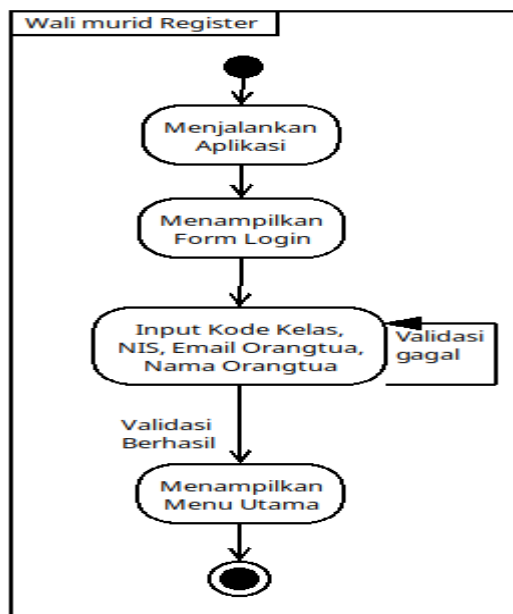 Wali murid Register
Menjalankan
Aplikasi
Menampilkan
Form Login
Input Kode Kelas,
NIS, Email Orangtua,
Nama Orangtua
Validasi
gagal
Validasi
Berhasil
Menampilkan
Menu Utama